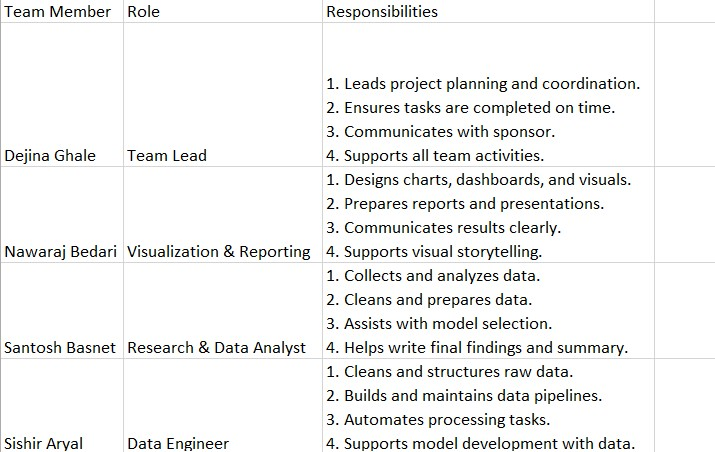 Team Member Role Responsibilities
1. Leads project planning and coordination.
2. Ensures tasks are completed on time.
3. Communicates with sponsor.
Dejina Ghale Team Lead 4. Supports all team activities.
1. Designs charts, dashboards, and visuals.
2. Prepares reports and presentations.
3. Communicates results clearly.
Nawaraj Bedari Visualization & Reporting 4. Supports visual storytelling.
1. Collects and analyzes data.
2. Cleans and prepares data.
3. Assists with model selection.
Santosh Basnet Research & Data Analyst 4. Helps write final findings and summary.
1. Cleans and structures raw data.
2. Builds and maintains data pipelines.
3. Automates processing tasks.
Sishir Aryal Data Engineer 4. Supports model development with data.